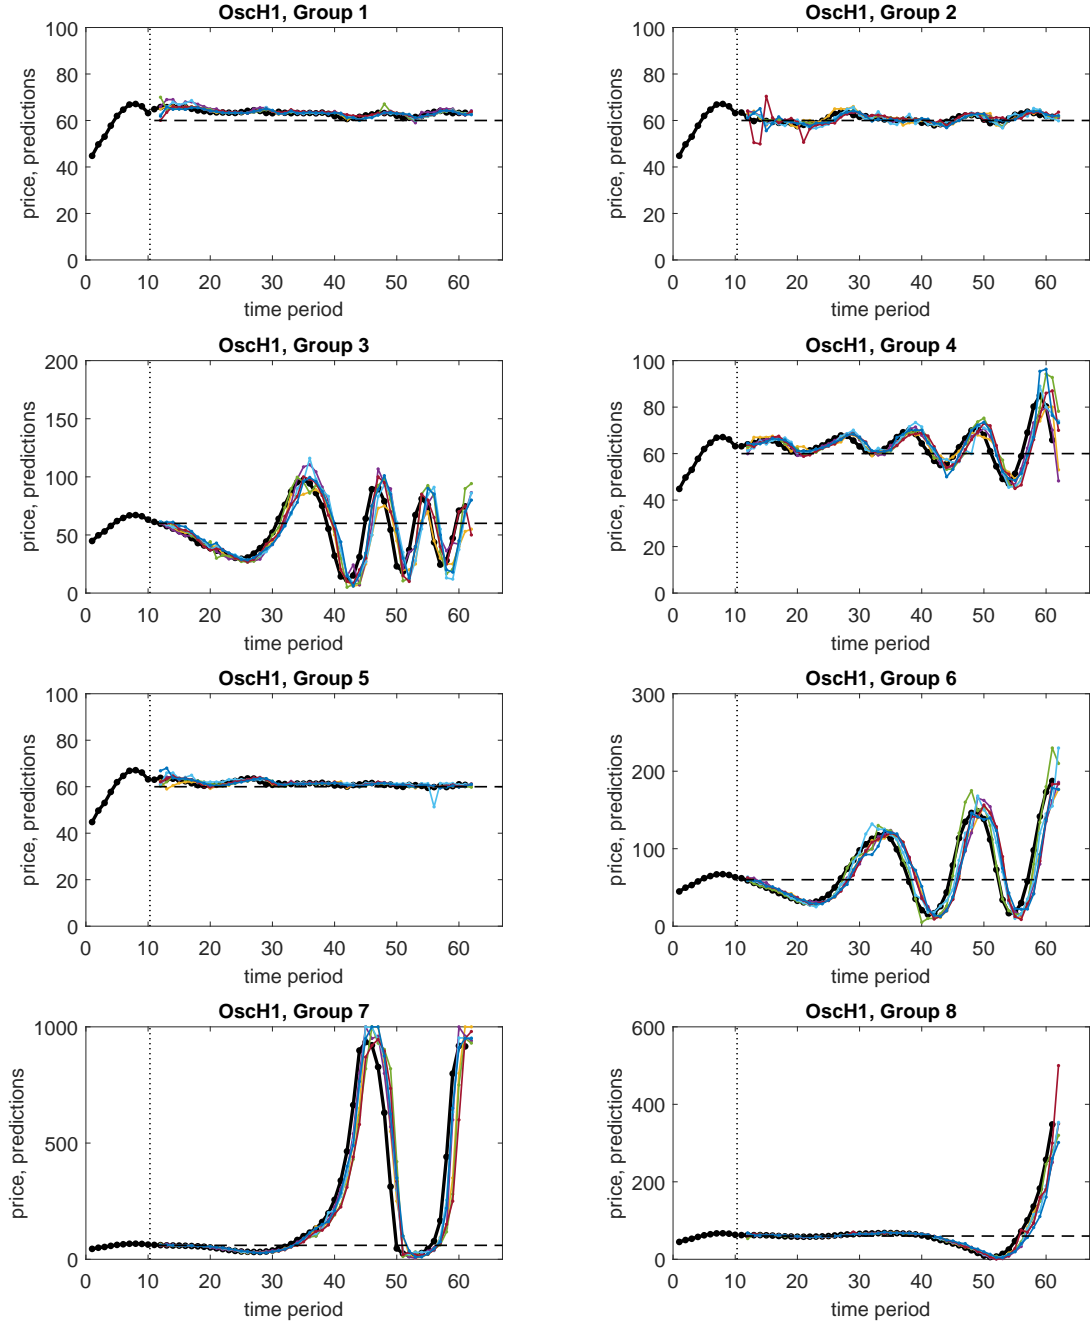 OscH1, Group 1
100
80
60
40
20
0
price, predictions
0 10 20 30 40 50 60
time period
OscH1, Group 2
100
80
60
40
20
0
price, predictions
0 10 20 30 40 50 60
time period
OscH1, Group 3
200
150
100
50
0
price, predictions
0 10 20 30 40 50 60
time period
OscH1, Group 4
100
80
60
40
20
0
price, predictions
0 10 20 30 40 50 60
time period
OscH1, Group 5
100
80
60
40
20
0
price, predictions
0 10 20 30 40 50 60
time period
OscH1, Group 6
300
200
100
0
price, predictions
0 10 20 30 40 50 60
time period
OscH1, Group 7
1000
500
0
price, predictions
0 10 20 30 40 50 60
time period
OscH1, Group 8
600
400
200
0
price, predictions
0 10 20 30 40 50 60
time period